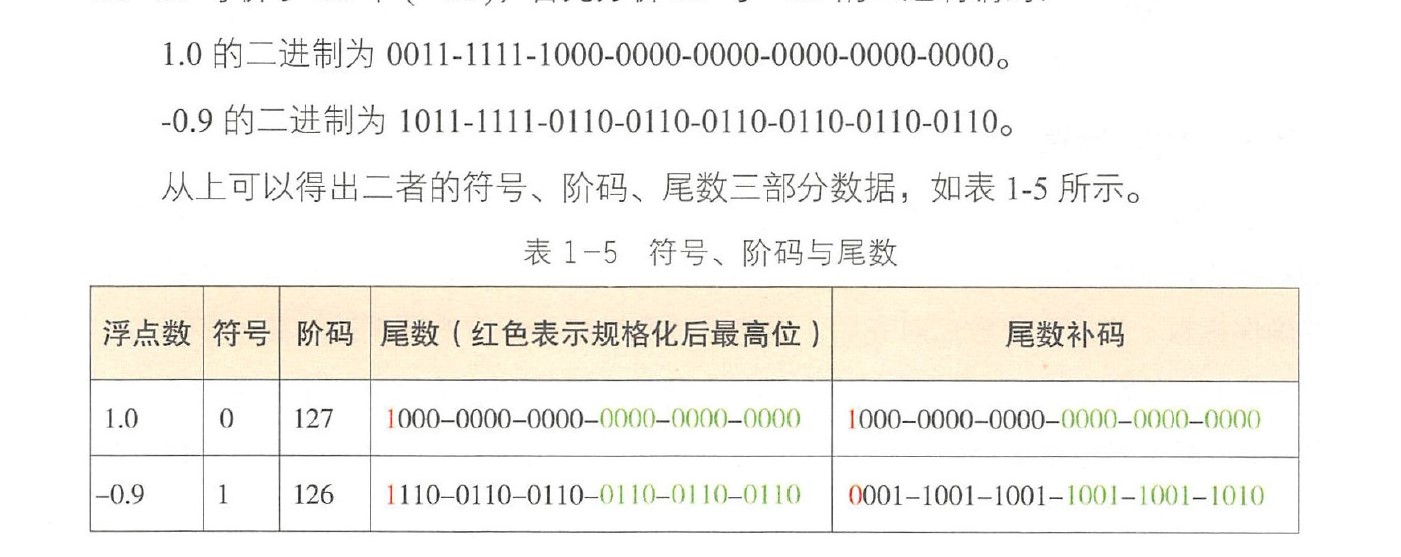 1.0 的二进制为 0011-1111-1000-0000-0000-0000-0000-0000。
-0.9 的二进制为 1011-1111-0110-0110-0110-0110-0110-0110。
从上可以得出二者的符号、阶码、尾数三部分数据，如表 1-5 所示。
表 1-5 符号、阶码与尾数
浮点数 符号 阶码 尾数（红色表示规格化后最高位） 尾数补码
1.0 0 127 1000-0000-0000-0000-0000-0000 1000-0000-0000-0000-0000-0000
-0.9 1 126 1110-0110-0110-0110-0110-0110 0001-1001-1001-1001-1001-1010